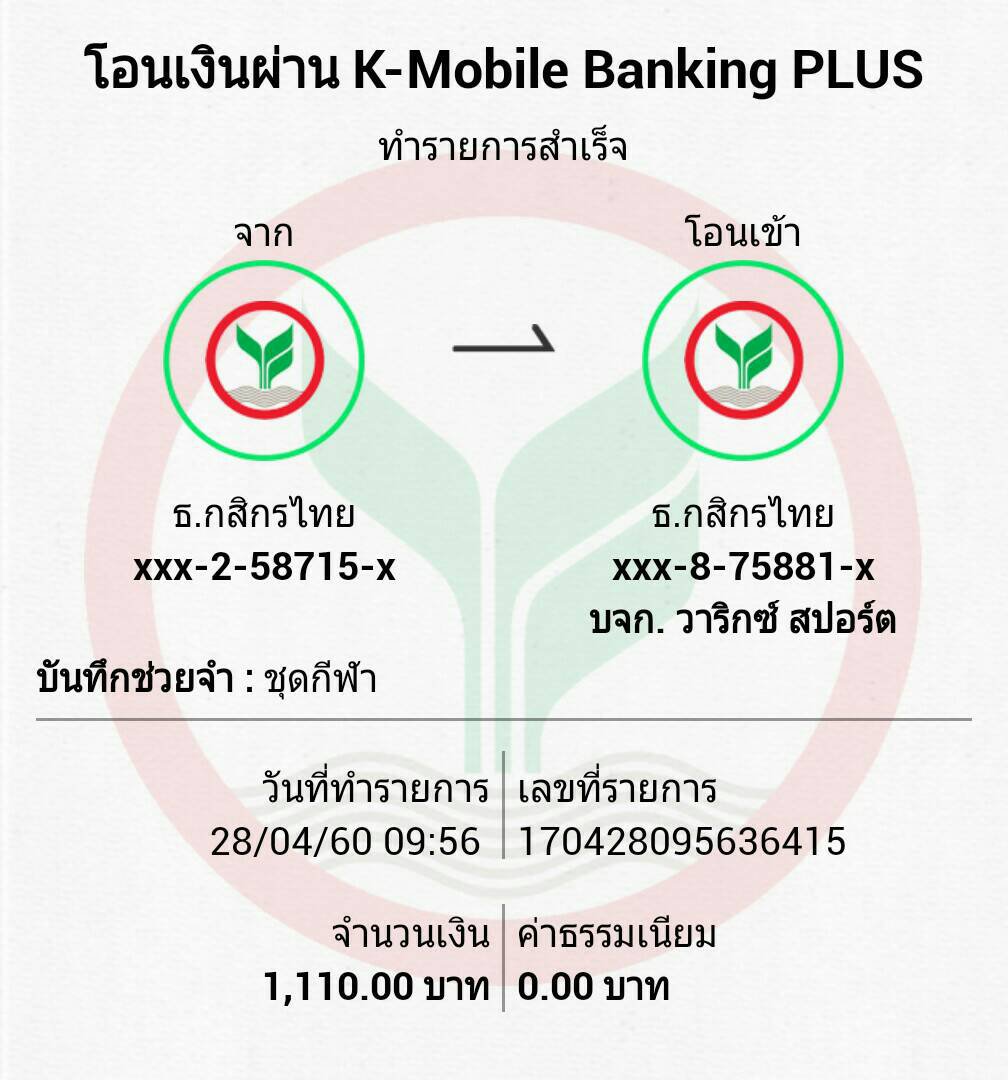 โอนเงินผ่าน K-Mobile Banking PLUS
ทำรายการสำเร็จ
จาก
โอนเข้า
ธ.กสิกรไทย
xxx-2-58715-x
ธ.กสิกรไทย
xxx-8-75881-x
บจก. วาริกซ์ สปอร์ต
บันทึกช่วยจำ : ชุดกีฬา
วันที่ทำรายการ
28/04/60 09:56
เลขที่รายการ
170428095636415
จำนวนเงิน
1,110.00 บาท
ค่าธรรมเนียม
0.00 บาท